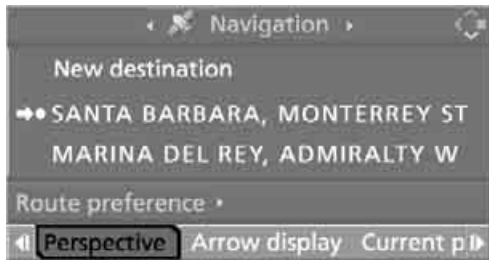 Navigation
New destination
SANTA BARBARA, MONTERREY ST
MARINA DEL REY, ADMIRALTY W
Route preference
Perspective Arrow display Current p